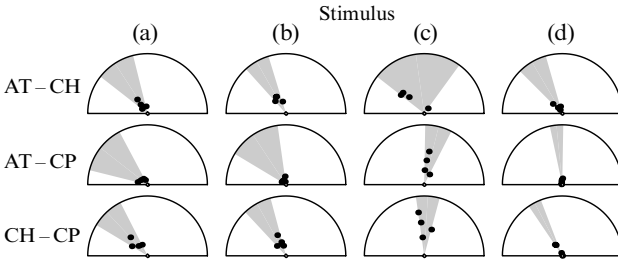 Stimulus
(a) (b) (c) (d)
AT – CH
AT – CP
CH – CP